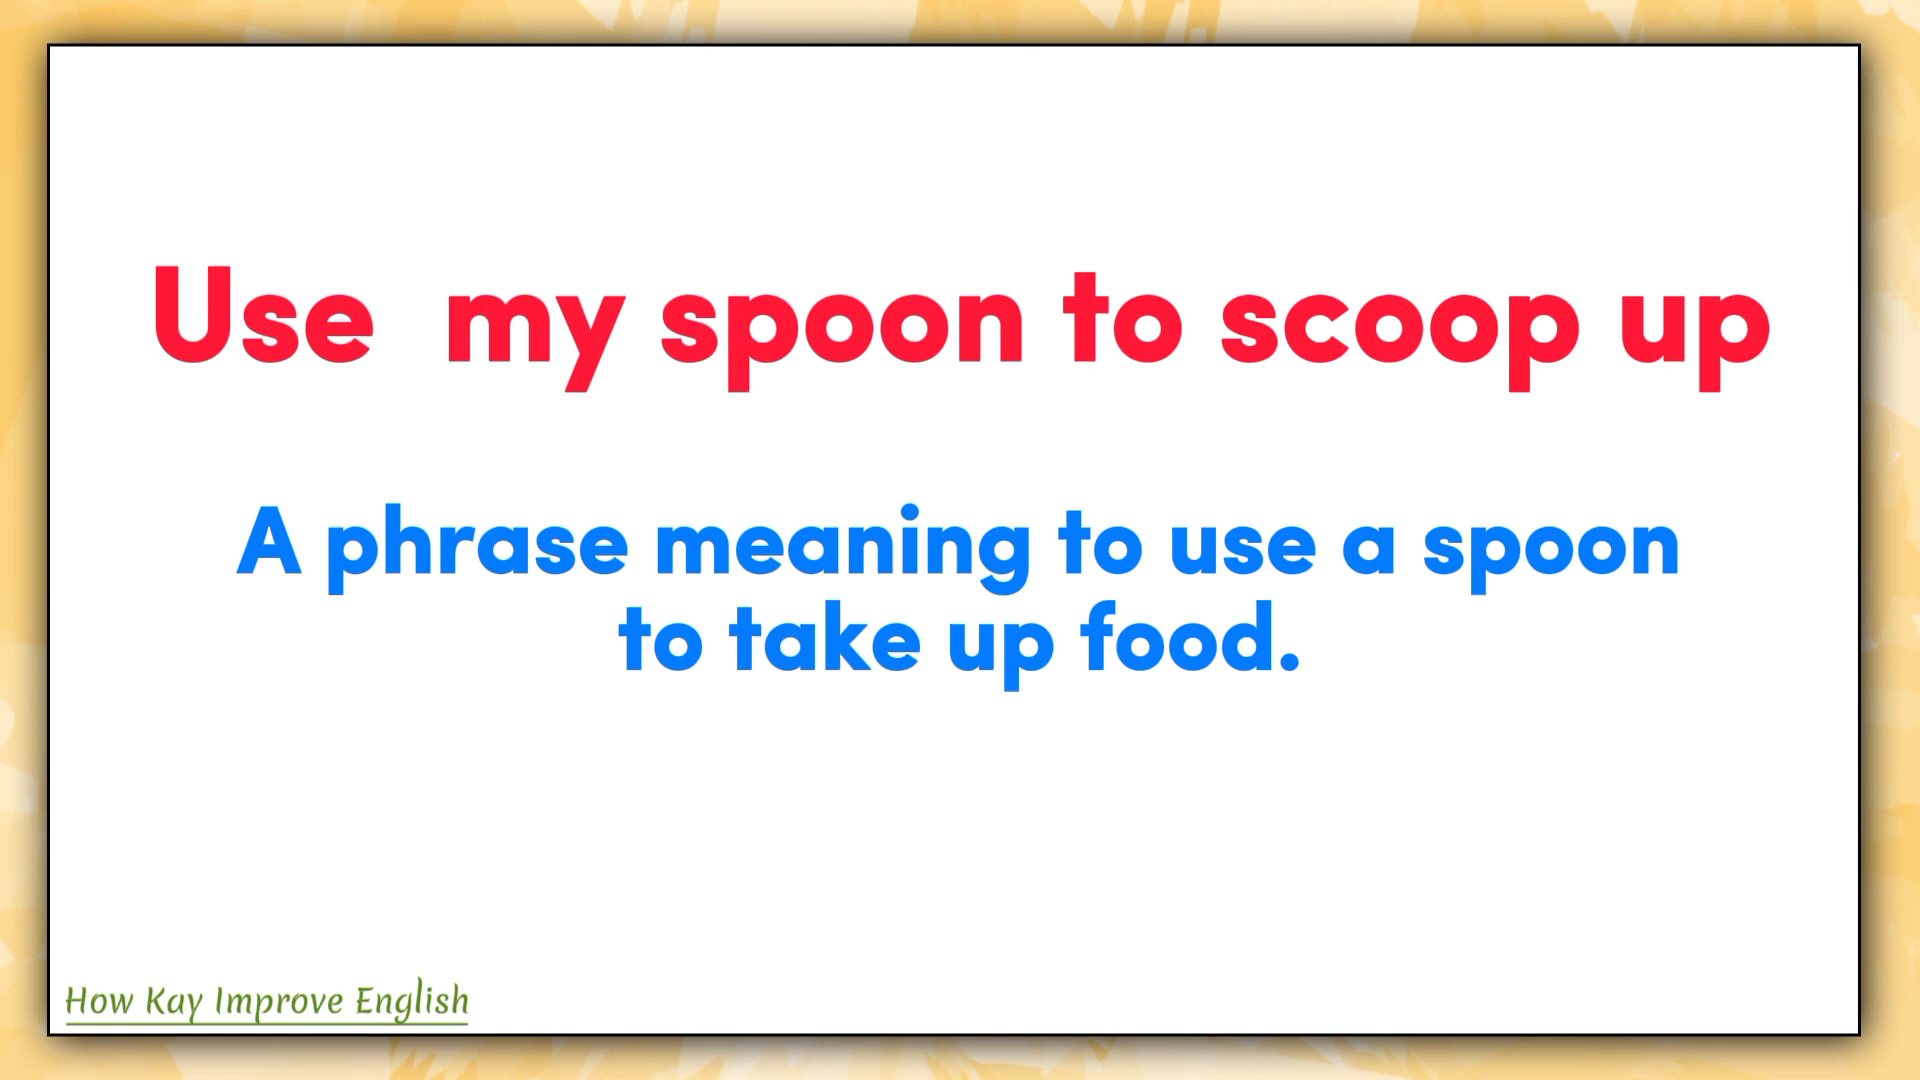 Use my spoon to scoop up
A phrase meaning to use a spoon
to take up food.
How Kay Improve English